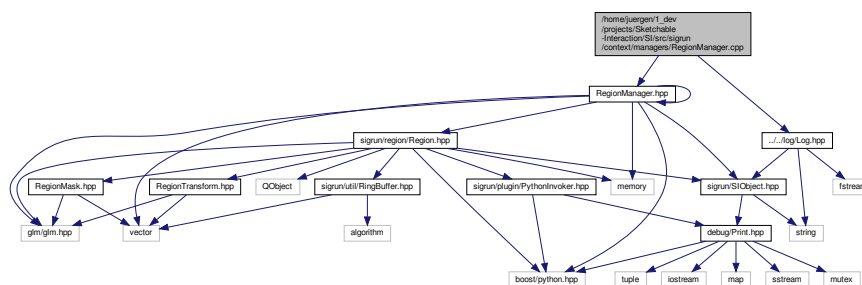 /home/juergen/1_dev
/projects/Sketchable
-Interaction/SI/src/sigrun
/context/managers/RegionManager.cpp
RegionManager.hpp
sigrun/region/Region.hpp
../../log/Log.hpp
RegionMask.hpp
RegionTransform.hpp
QObject
sigrun/util/RingBuffer.hpp
sigrun/plugin/PythonInvoker.hpp
memory
sigrun/SIObject.hpp
fstream
glm/glm.hpp
vector
algorithm
debug/Print.hpp
string
boost/python.hpp
tuple
iostream
map
sstream
mutex